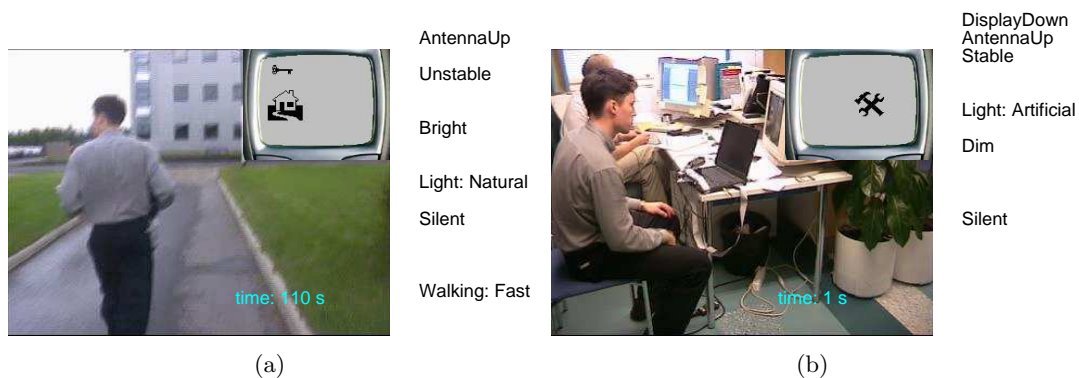 AntennaUp
Unstable
Bright
Light: Natural
Silent
Walking: Fast
time: 110 s
(a)
DisplayDown
AntennaUp
Stable
Light: Artificial
Dim
Silent
time: 1 s
(b)